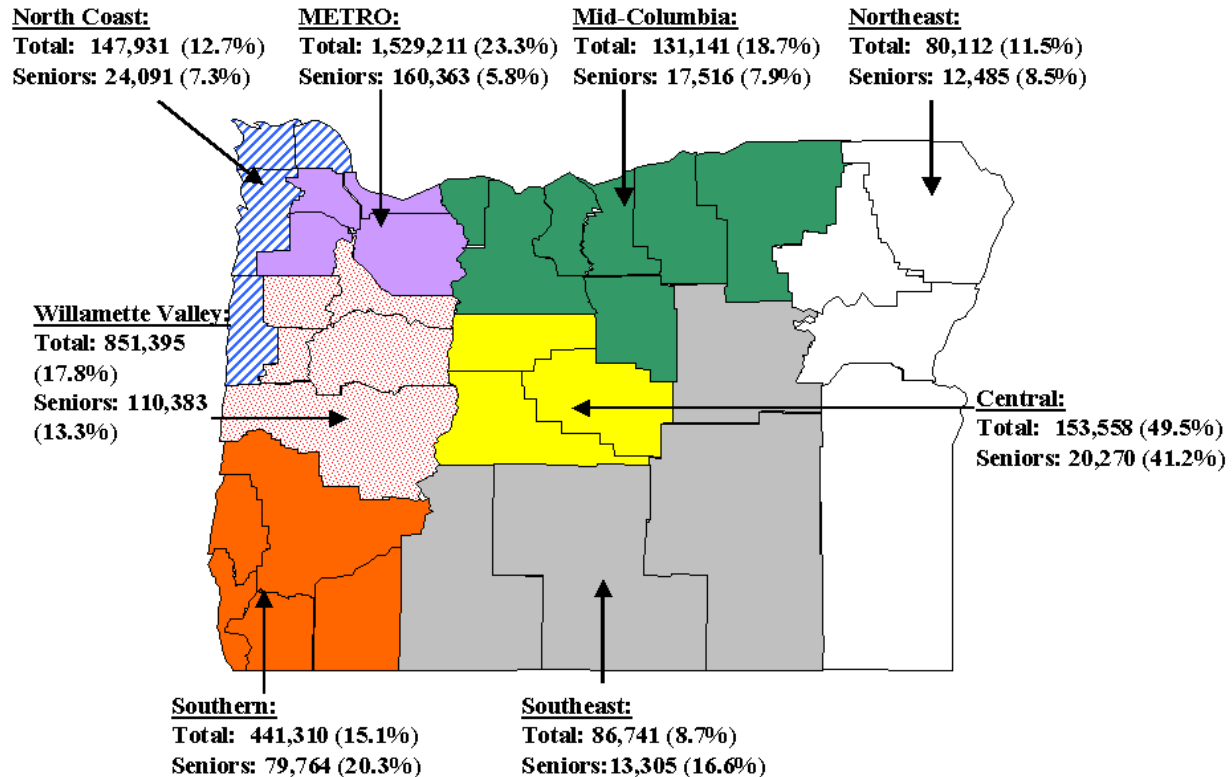 North Coast:
Total: 147,931 (12.7%)
Seniors: 24,091 (7.3%)
METRO:
Total: 1,529,211 (23.3%)
Seniors: 160,363 (5.8%)
Mid-Columbia:
Total: 131,141 (18.7%)
Seniors: 17,516 (7.9%)
Northeast:
Total: 80,112 (11.5%)
Seniors: 12,485 (8.5%)
Willamette Valley:
Total: 851,395
(17.8%)
Seniors: 110,383
(13.3%)
Central:
Total: 153,558 (49.5%)
Seniors: 20,270 (41.2%)
Southern:
Total: 441,310 (15.1%)
Seniors: 79,764 (20.3%)
Southeast:
Total: 86,741 (8.7%)
Seniors:13,305 (16.6%)